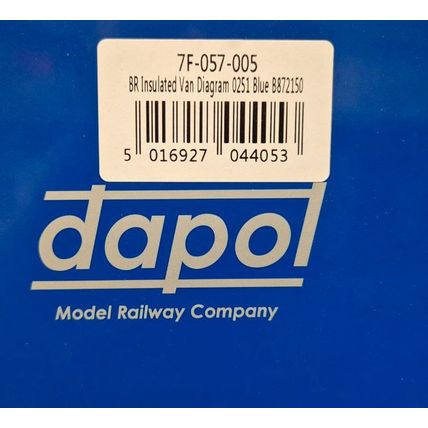 7F-057-005
BR Insulated Van Diagram 0251 Blue B872150
5 016927 044053
dapol
Model Railway Company